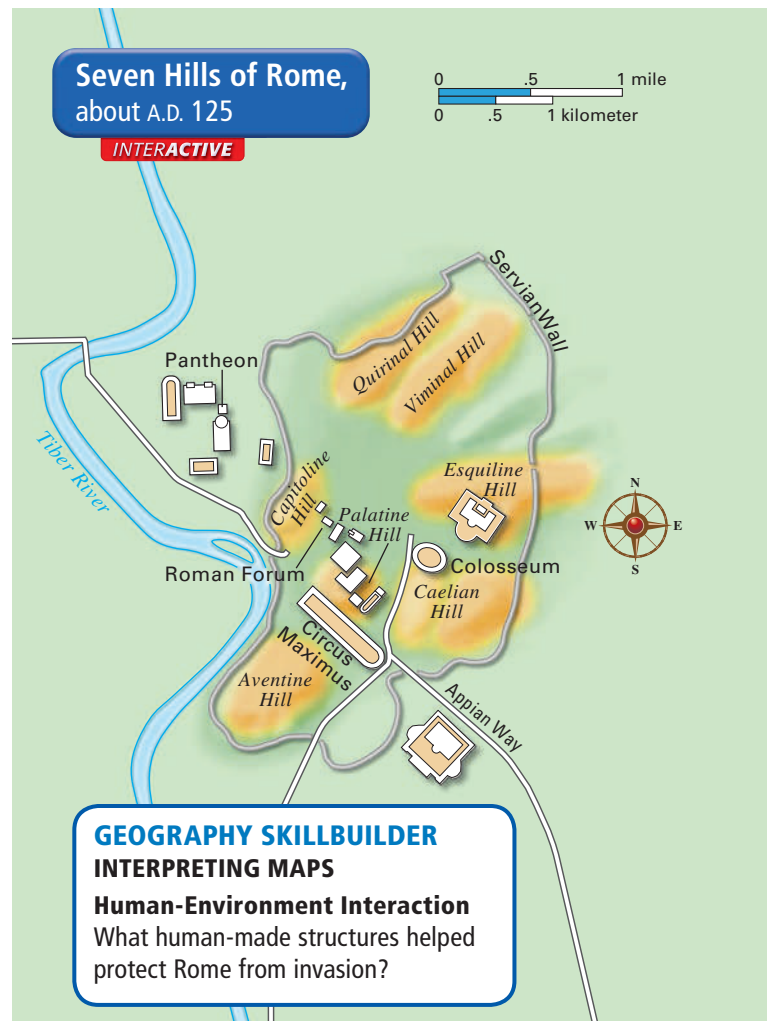 Seven Hills of Rome,
about A.D. 125
INTERACTIVE
0 .5 1 mile
0 .5 1 kilometer
Servian Wall
Quirinal Hill
Viminal Hill
Pantheon
Tiber River
Capitoline
Hill
Esquiline
Hill
Palatine
Hill
N
W E
S
Roman Forum
Colosseum
Caelian
Hill
Circus
Maximus
Aventine
Hill
Appian Way
GEOGRAPHY SKILLBUILDER
INTERPRETING MAPS
Human-Environment Interaction
What human-made structures helped
protect Rome from invasion?